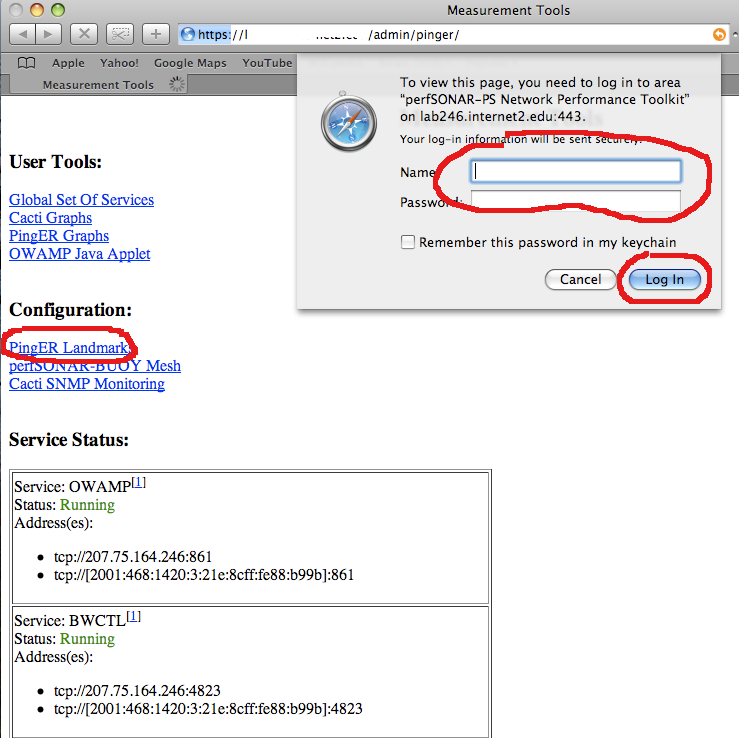 Measurement Tools
https://l net2.edu /admin/pinger/
Apple Yahoo! Google Maps YouTube
Measurement Tools
To view this page, you need to log in to area
“perfSONAR-PS Network Performance Toolkit”
on lab246.internet2.edu:443.
Your log-in information will be sent securely.
Name:
Password:
Remember this password in my keychain
Cancel Log In
User Tools:
Global Set Of Services
Cacti Graphs
PingER Graphs
OWAMP Java Applet
Configuration:
PingER Landmarks
perfSONAR-BUOY Mesh
Cacti SNMP Monitoring
Service Status:
Service: OWAMP[1]
Status: Running
Address(es):
• tcp://207.75.164.246:861
• tcp://[2001:468:1420:3:21e:8cff:fe88:b99b]:861
Service: BWCTL[1]
Status: Running
Address(es):
• tcp://207.75.164.246:4823
• tcp://[2001:468:1420:3:21e:8cff:fe88:b99b]:4823